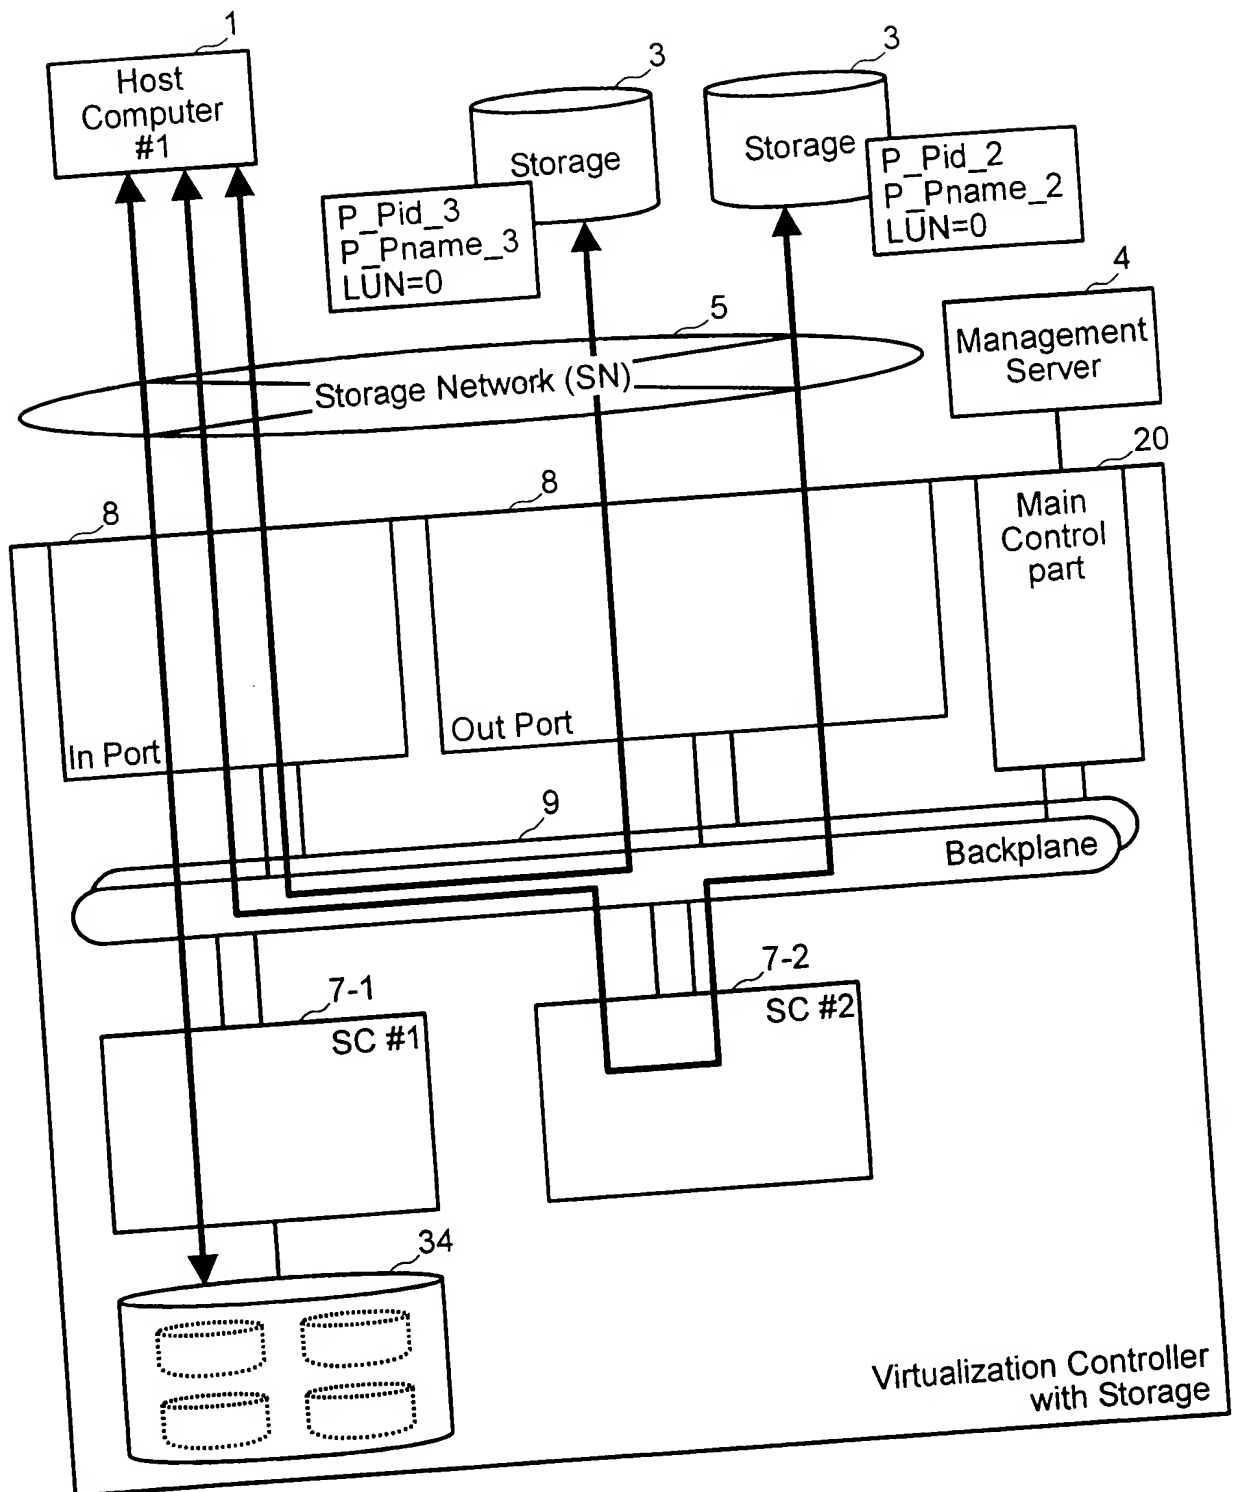 1
Host
Computer
#1
3
Storage
P_Pid_3
P_Pname_3
LUN=0
3
Storage
P_Pid_2
P_Pname_2
LUN=0
4
Management
Server
5
Storage Network (SN)
20
Main
Control
part
8
In Port
8
Out Port
9
Backplane
7-1
SC #1
7-2
SC #2
34
Virtualization Controller
with Storage